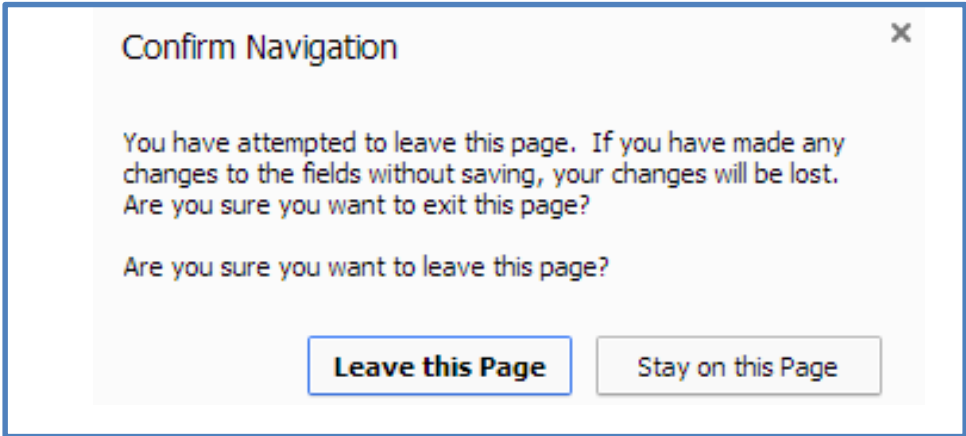 Confirm Navigation
You have attempted to leave this page.  If you have made any
changes to the fields without saving, your changes will be lost.
Are you sure you want to exit this page?
Are you sure you want to leave this page?
Leave this Page
Stay on this Page